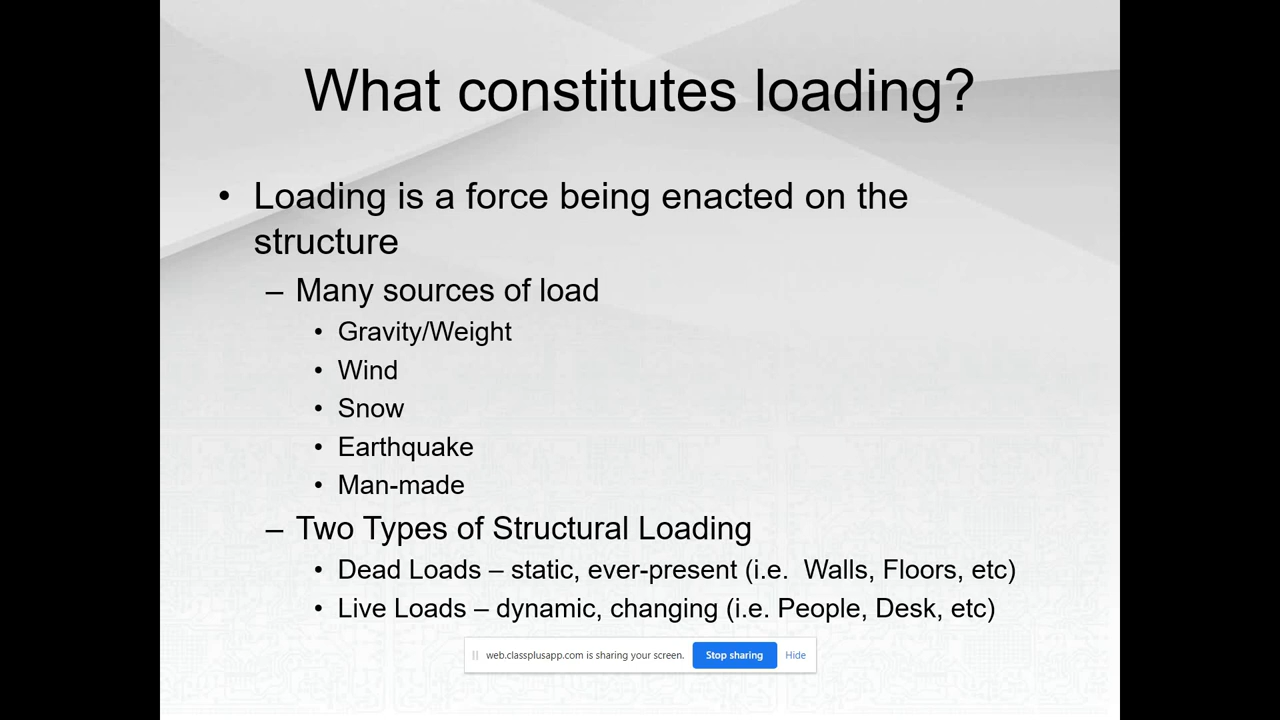 What constitutes loading?
• Loading is a force being enacted on the
structure
– Many sources of load
• Gravity/Weight
• Wind
• Snow
• Earthquake
• Man-made
– Two Types of Structural Loading
• Dead Loads – static, ever-present (i.e.  Walls, Floors, etc)
• Live Loads – dynamic, changing (i.e. People, Desk, etc)
web.classplusapp.com is sharing your screen. Stop sharing Hide